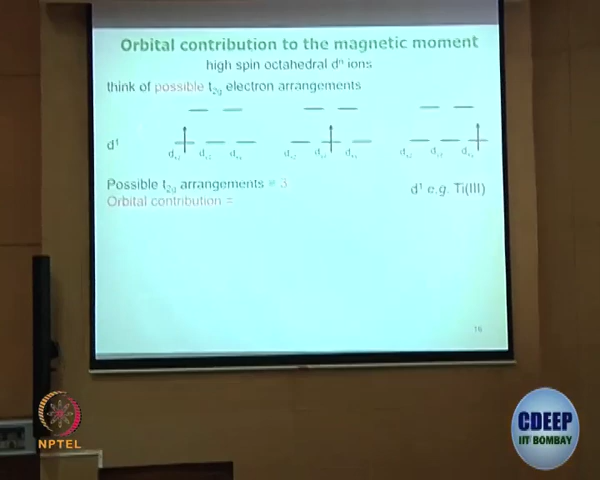 Orbital contribution to the magnetic moment
high spin octahedral dⁿ ions
think of possible t₂g electron arrangements
d¹
Possible t₂g arrangements = 3
Orbital contribution =
d¹ e.g. Ti(III)
16
NPTEL
CDEEP
IIT BOMBAY